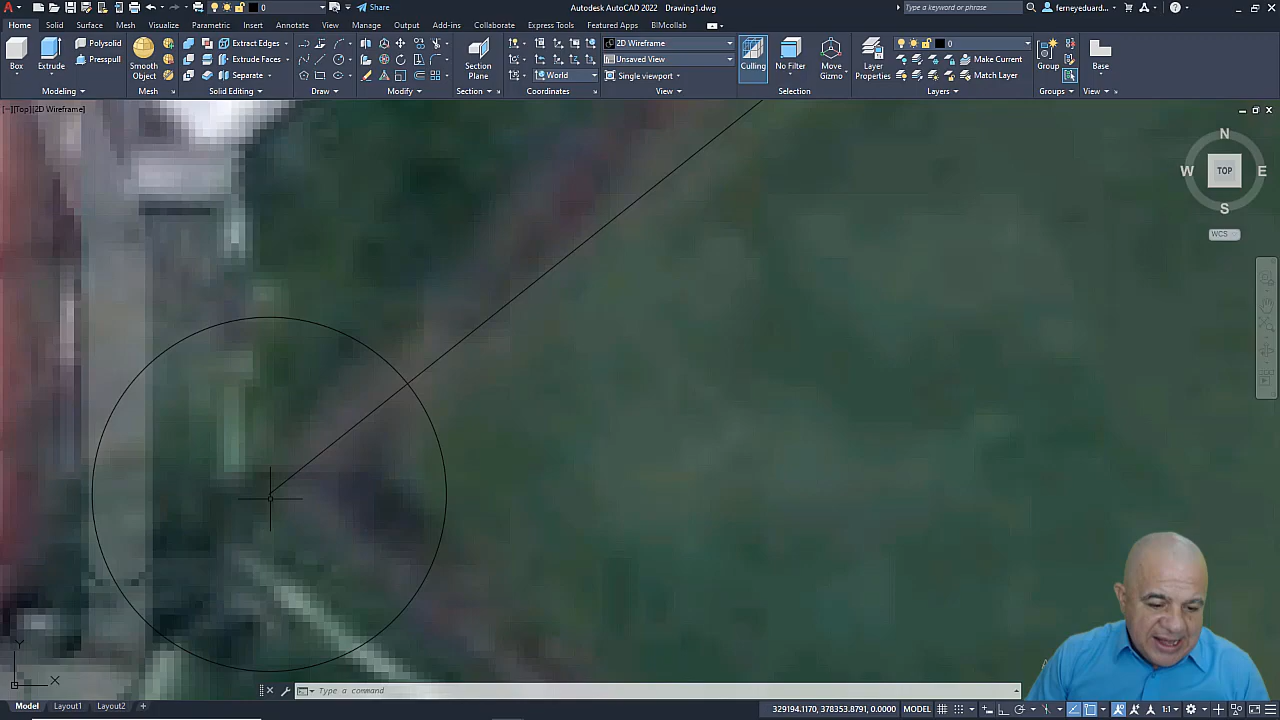 0
Share
Autodesk AutoCAD 2022 Drawing1.dwg
Type a keyword or phrase
ferneyeduard...
Home Solid Surface Mesh Visualize Parametric Insert Annotate View Manage Output Add-ins Collaborate Express Tools Featured Apps BIMcollab
Box
Extrude
Polysolid
Presspull
Smooth
Object
Extract Edges
Extrude Faces
Separate
Section
Plane
World
2D Wireframe
Unsaved View
Single viewport
Culling
No Filter
Move
Gizmo
Layer
Properties
0
Make Current
Match Layer
Group
Base
Modeling
Mesh
Solid Editing
Draw
Modify
Section
Coordinates
View
Selection
Layers
Groups
View
[−][Top][2D Wireframe]
N
W
TOP
E
S
WCS
Y
X
Type a command
Model Layout1 Layout2 +
329194.1170, 378353.8791, 0.0000 MODEL
1:1